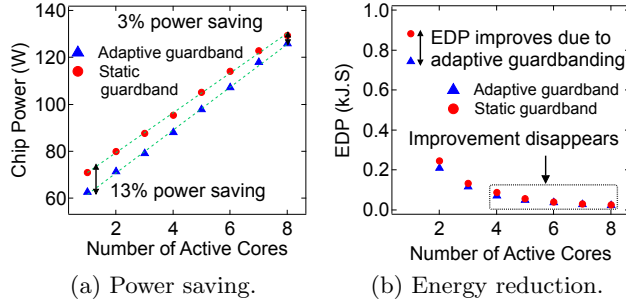 Chip Power (W)
140
120
100
80
60
3% power saving
Adaptive guardband
Static
guardband
13% power saving
2
4
6
8
Number of Active Cores
(a) Power saving.
EDP (kJ.S)
1.0
0.8
0.6
0.4
0.2
0.0
EDP improves due to
adaptive guardbanding
Adaptive guardband
Static guardband
Improvement disappears
2
4
6
8
Number of Active Cores
(b) Energy reduction.